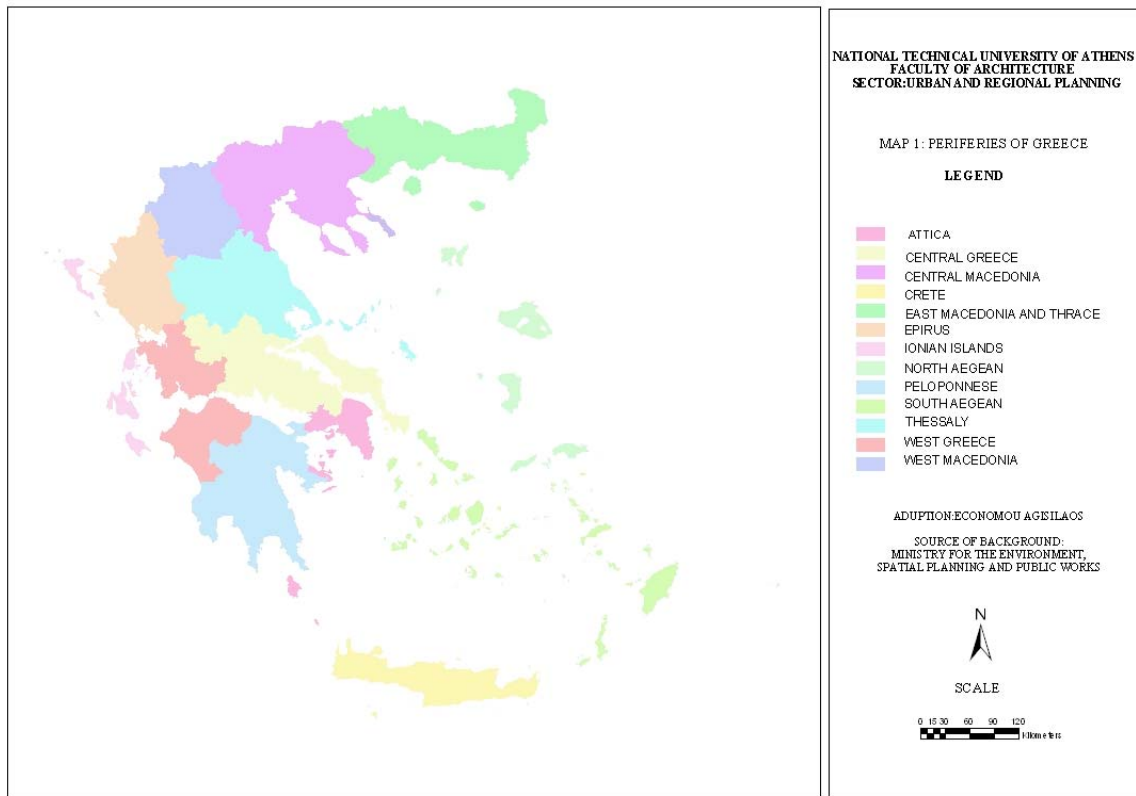 NATIONAL TECHNICAL UNIVERSITY OF ATHENS
FACULTY OF ARCHITECTURE
SECTOR:URBAN AND REGIONAL PLANNING
MAP 1: PERIFERIES OF GREECE
LEGEND
ATTICA
CENTRAL GREECE
CENTRAL MACEDONIA
CRETE
EAST MACEDONIA AND THRACE
EPIRUS
IONIAN ISLANDS
NORTH AEGEAN
PELOPONNESE
SOUTH AEGEAN
THESSALY
WEST GREECE
WEST MACEDONIA
ADUPTION:ECONOMOU AGISILAOS
SOURCE OF BACKGROUND:
MINISTRY FOR THE ENVIRONMENT,
SPATIAL PLANNING AND PUBLIC WORKS
N
SCALE
0 15 30 60 90 120
Kilometers